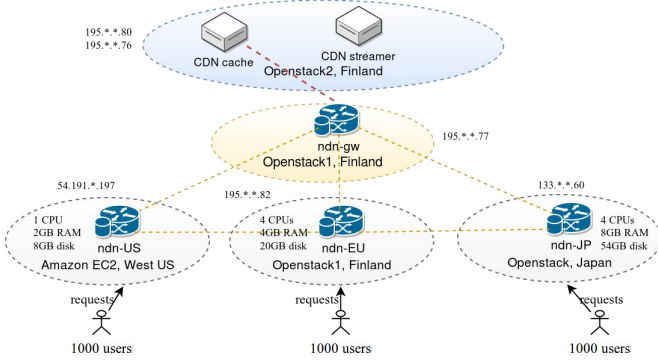 195.*.*.80
195.*.*.76
CDN cache
CDN streamer
Openstack2, Finland
ndn-gw
Openstack1, Finland
195.*.*.77
54.191.*.197
195.*.*.82
133.*.*.60
1 CPU
2GB RAM
8GB disk
ndn-US
Amazon EC2, West US
4 CPUs
4GB RAM
20GB disk
ndn-EU
Openstack1, Finland
4 CPUs
8GB RAM
54GB disk
ndn-JP
Openstack, Japan
requests
requests
requests
1000 users
1000 users
1000 users